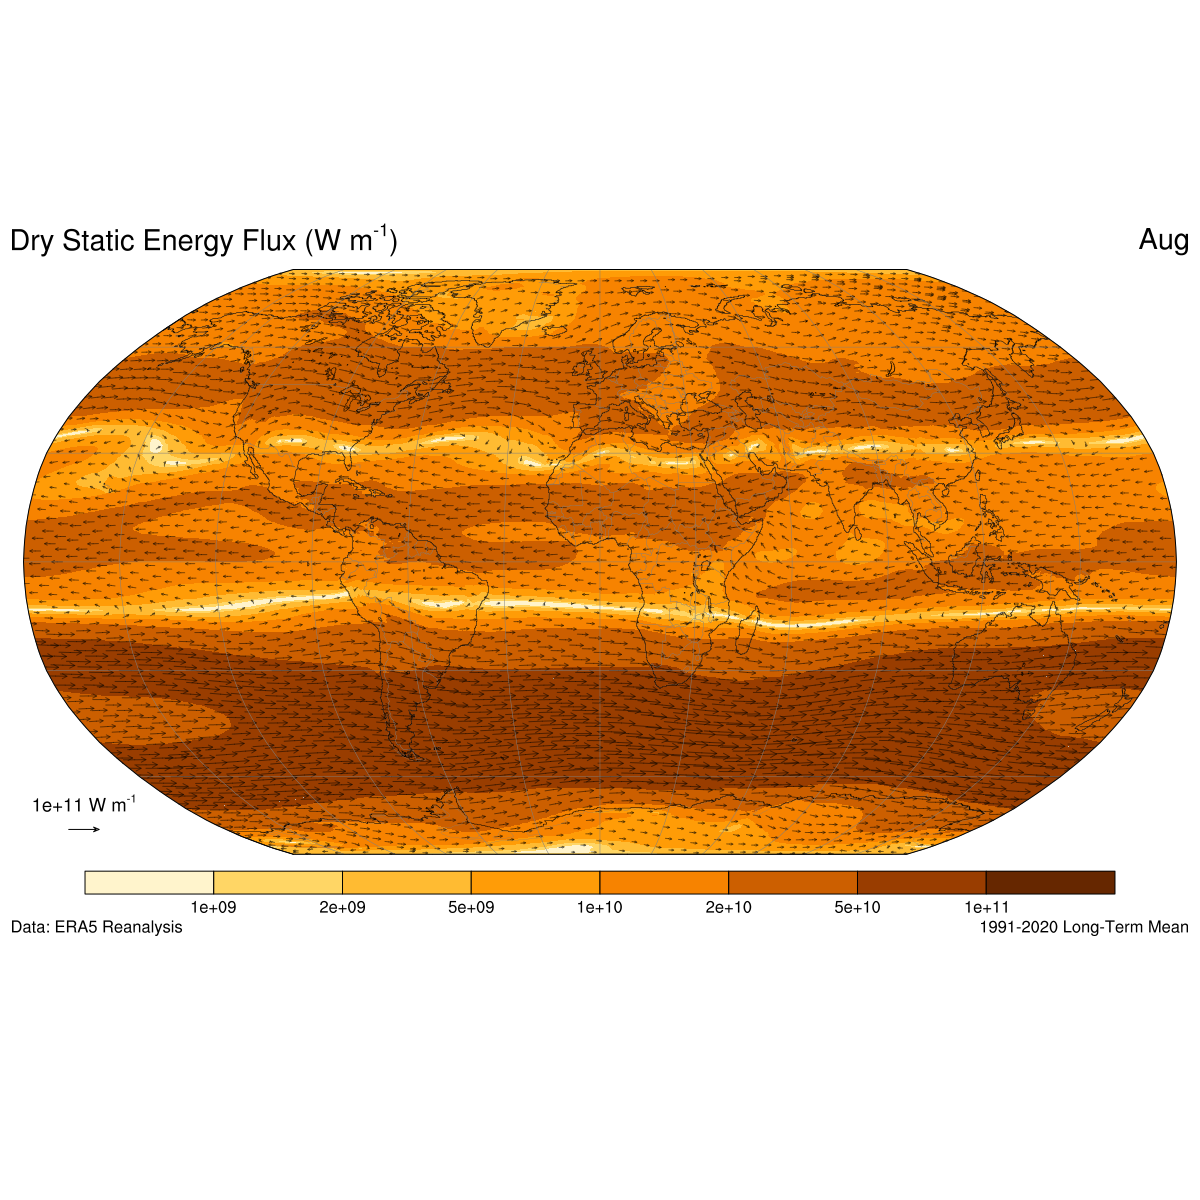 Dry Static Energy Flux (W m-1)
Aug
1e+11 W m-1
1e+09 2e+09 5e+09 1e+10 2e+10 5e+10 1e+11
Data: ERA5 Reanalysis
1991-2020 Long-Term Mean